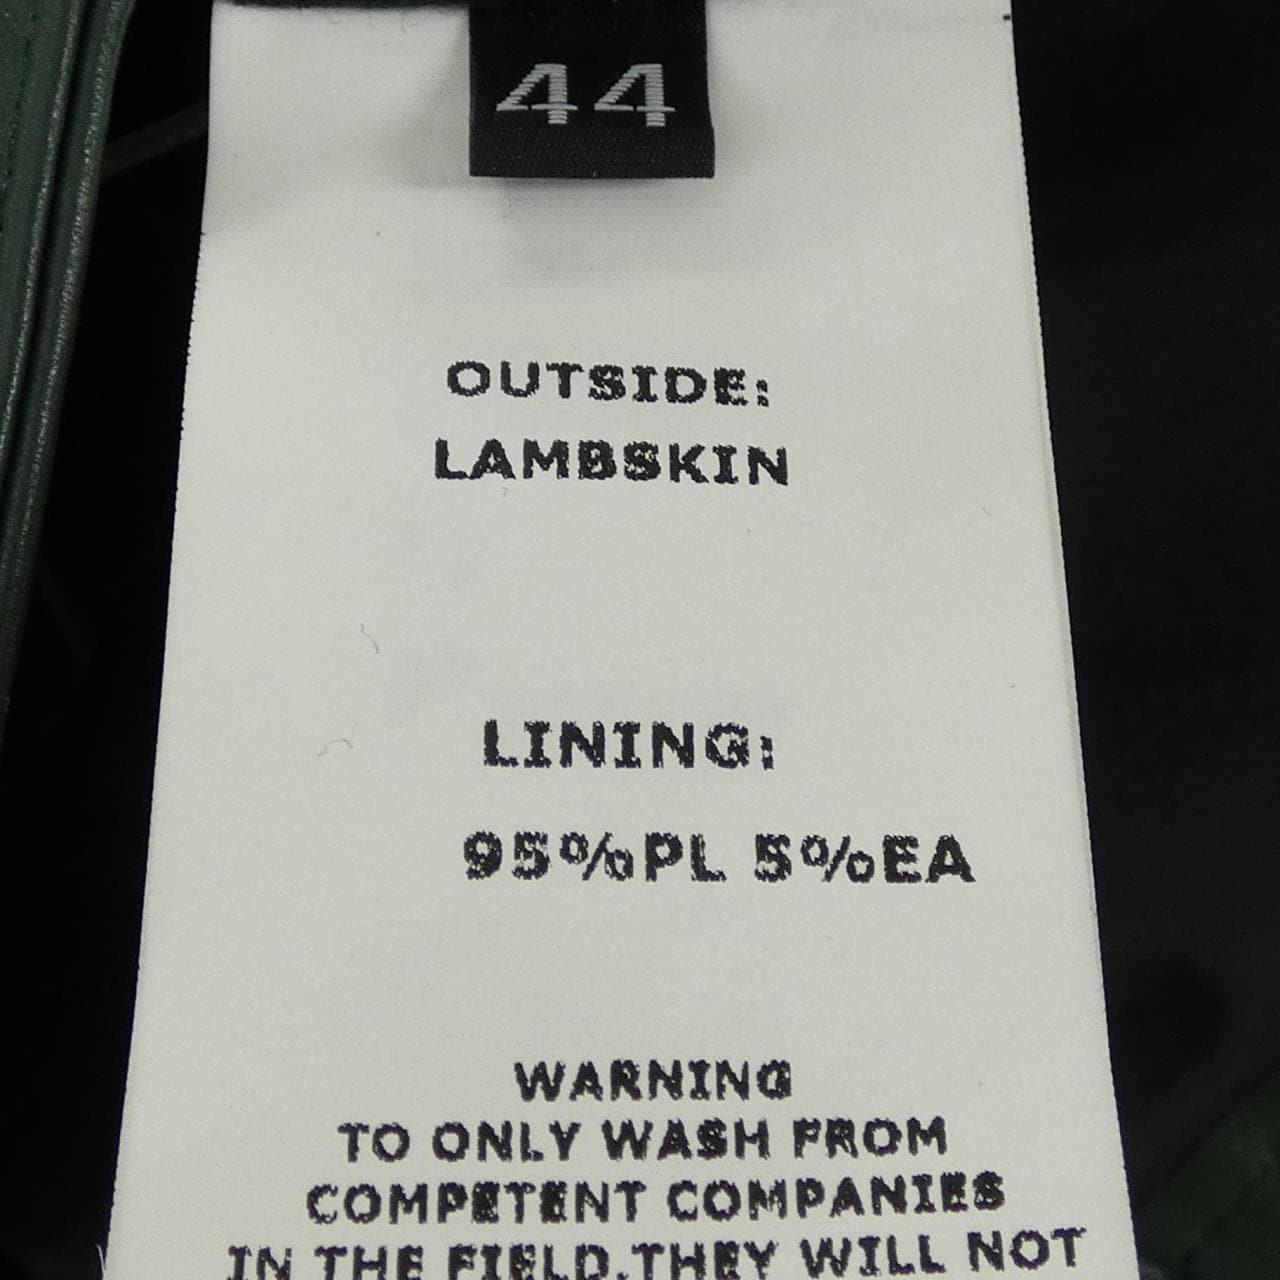 44
OUTSIDE:
LAMBSKIN
LINING:
95%PL 5%EA
WARNING
TO ONLY WASH FROM
COMPETENT COMPANIES
IN THE FIELD.THEY WILL NOT